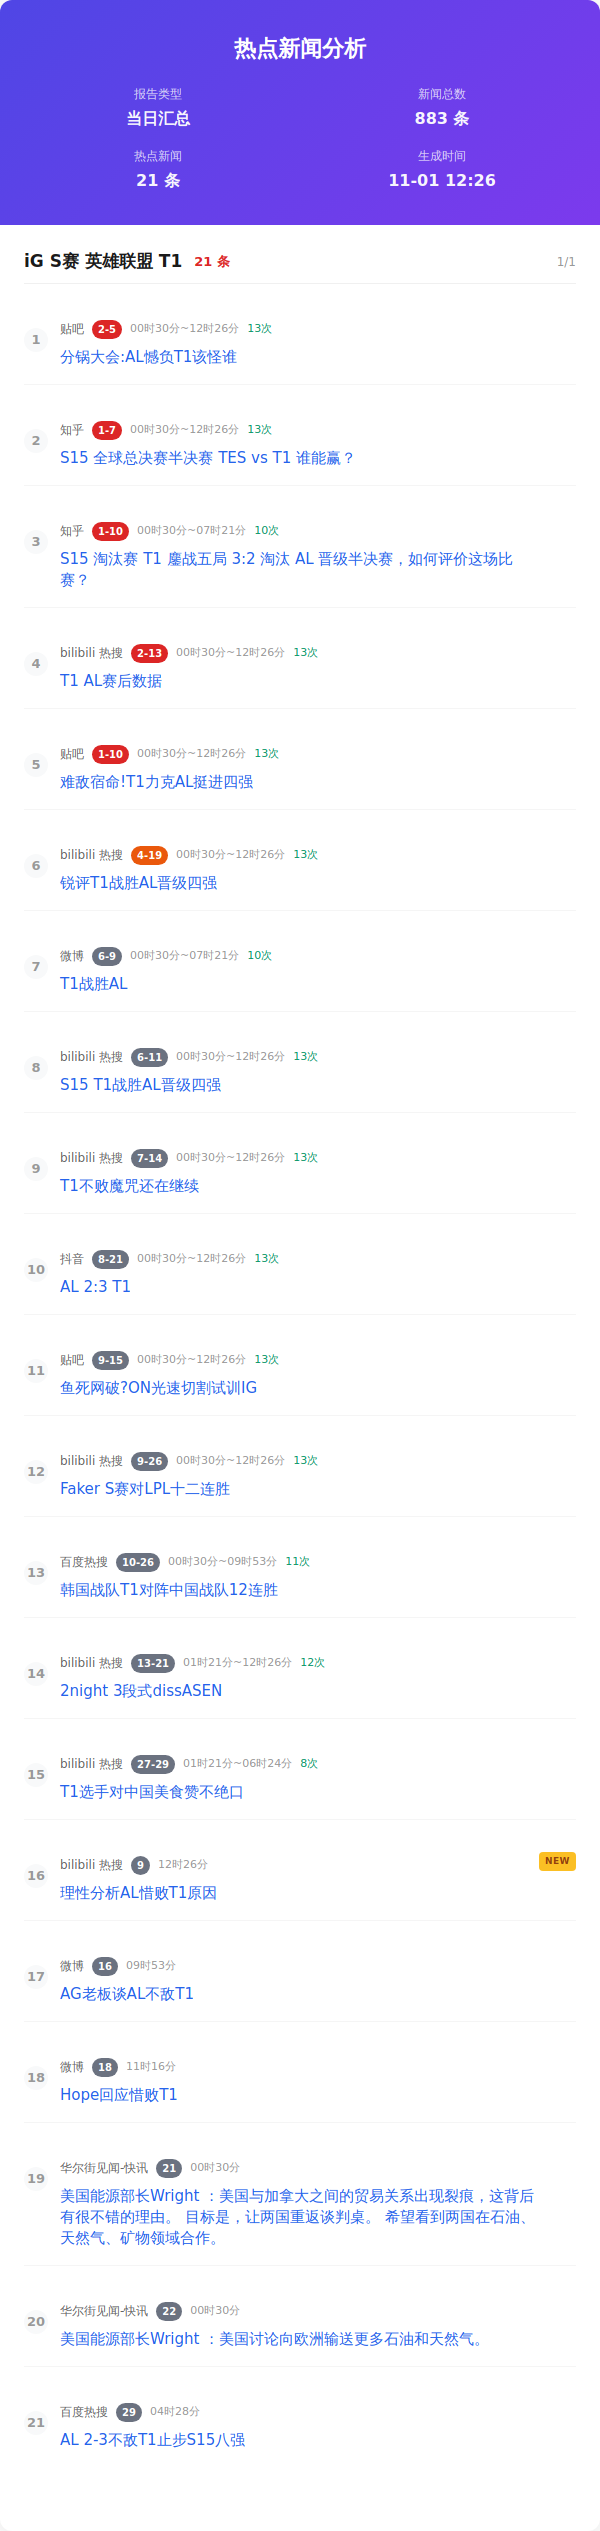 热点新闻分析
报告类型
当日汇总
新闻总数
883 条
热点新闻
21 条
生成时间
11-01 12:26
iG S赛 英雄联盟 T1 21 条 1/1
1
贴吧 2-5 00时30分~12时26分 13次
分锅大会:AL憾负T1该怪谁
2
知乎 1-7 00时30分~12时26分 13次
S15 全球总决赛半决赛 TES vs T1 谁能赢？
3
知乎 1-10 00时30分~07时21分 10次
S15 淘汰赛 T1 鏖战五局 3:2 淘汰 AL 晋级半决赛，如何评价这场比
赛？
4
bilibili 热搜 2-13 00时30分~12时26分 13次
T1 AL赛后数据
5
贴吧 1-10 00时30分~12时26分 13次
难敌宿命!T1力克AL挺进四强
6
bilibili 热搜 4-19 00时30分~12时26分 13次
锐评T1战胜AL晋级四强
7
微博 6-9 00时30分~07时21分 10次
T1战胜AL
8
bilibili 热搜 6-11 00时30分~12时26分 13次
S15 T1战胜AL晋级四强
9
bilibili 热搜 7-14 00时30分~12时26分 13次
T1不败魔咒还在继续
10
抖音 8-21 00时30分~12时26分 13次
AL 2:3 T1
11
贴吧 9-15 00时30分~12时26分 13次
鱼死网破?ON光速切割试训IG
12
bilibili 热搜 9-26 00时30分~12时26分 13次
Faker S赛对LPL十二连胜
13
百度热搜 10-26 00时30分~09时53分 11次
韩国战队T1对阵中国战队12连胜
14
bilibili 热搜 13-21 01时21分~12时26分 12次
2night 3段式dissASEN
15
bilibili 热搜 27-29 01时21分~06时24分 8次
T1选手对中国美食赞不绝口
16
bilibili 热搜 9 12时26分 NEW
理性分析AL惜败T1原因
17
微博 16 09时53分
AG老板谈AL不敌T1
18
微博 18 11时16分
Hope回应惜败T1
19
华尔街见闻-快讯 21 00时30分
美国能源部长Wright ：美国与加拿大之间的贸易关系出现裂痕，这背后
有很不错的理由。 目标是，让两国重返谈判桌。 希望看到两国在石油、
天然气、矿物领域合作。
20
华尔街见闻-快讯 22 00时30分
美国能源部长Wright ：美国讨论向欧洲输送更多石油和天然气。
21
百度热搜 29 04时28分
AL 2-3不敌T1止步S15八强